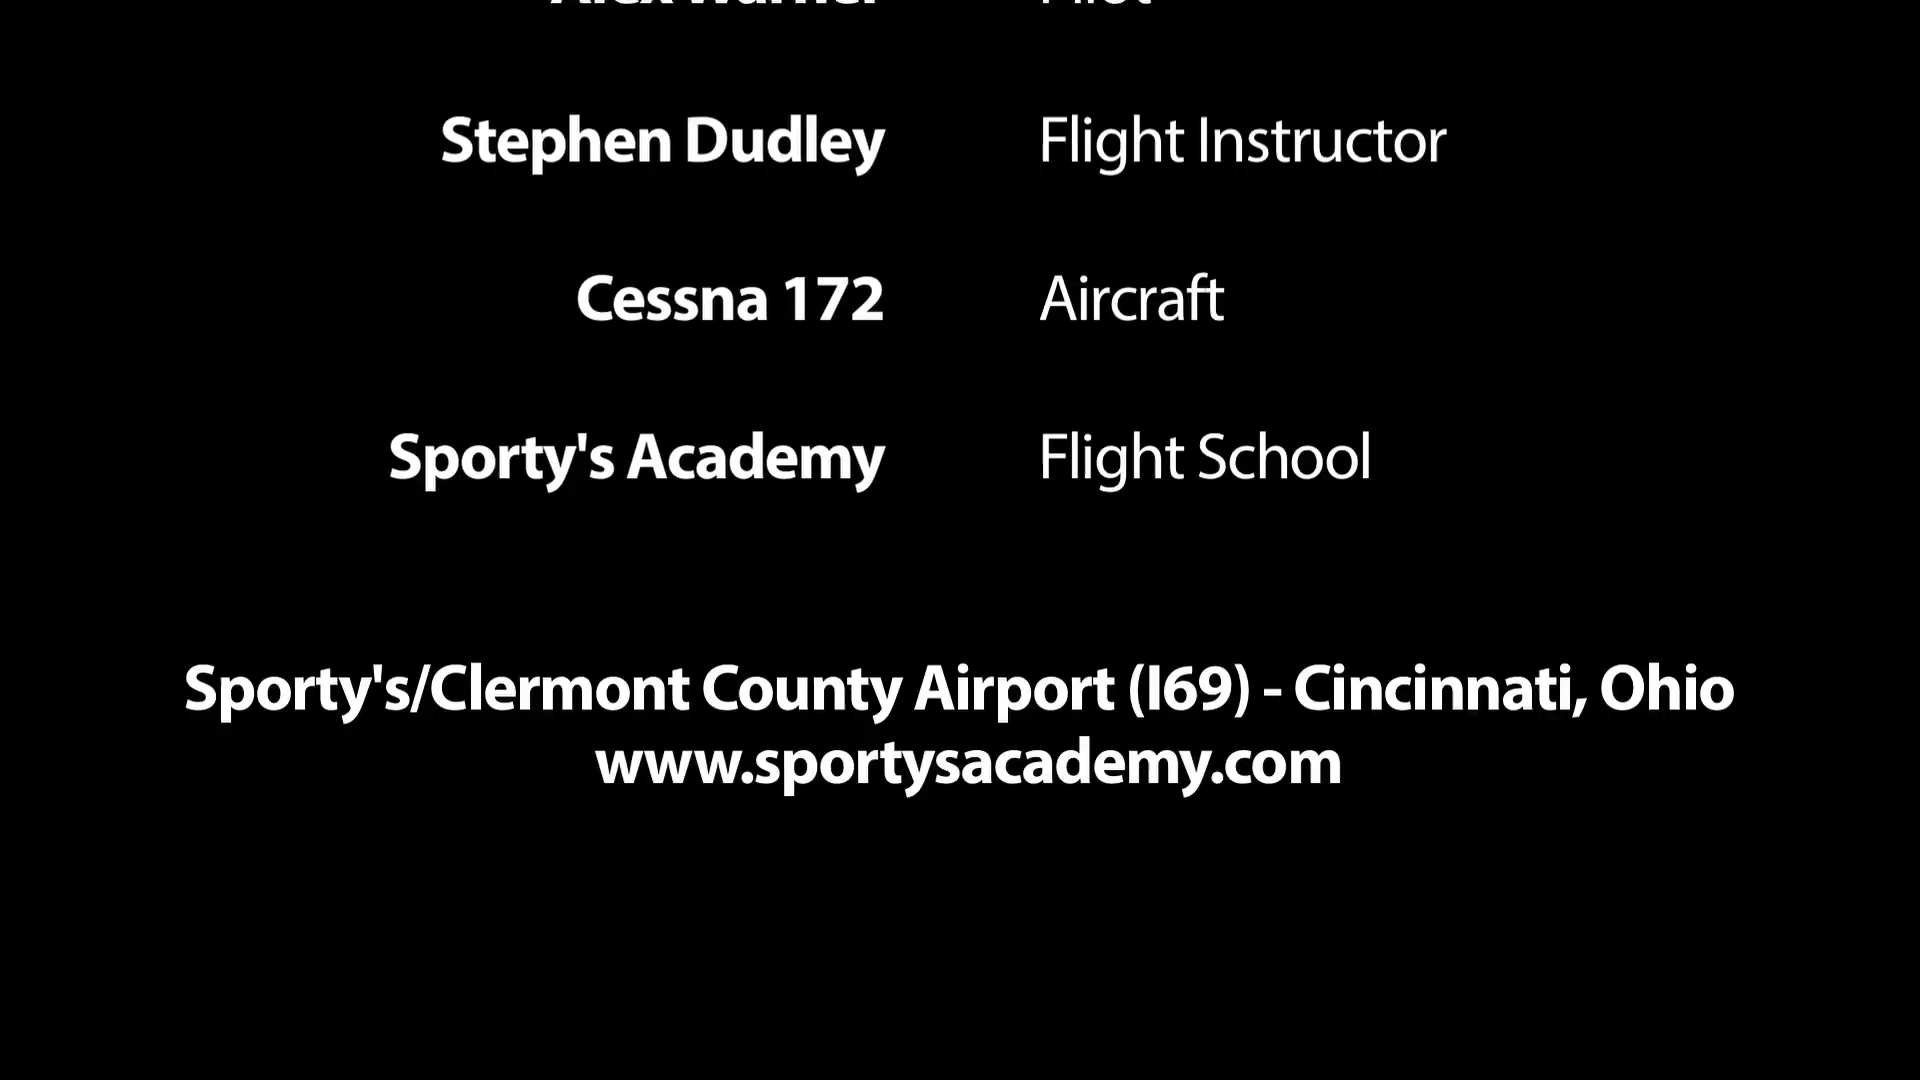 Stephen Dudley Flight Instructor
Cessna 172 Aircraft
Sporty's Academy Flight School
Sporty's/Clermont County Airport (I69) - Cincinnati, Ohio
www.sportysacademy.com